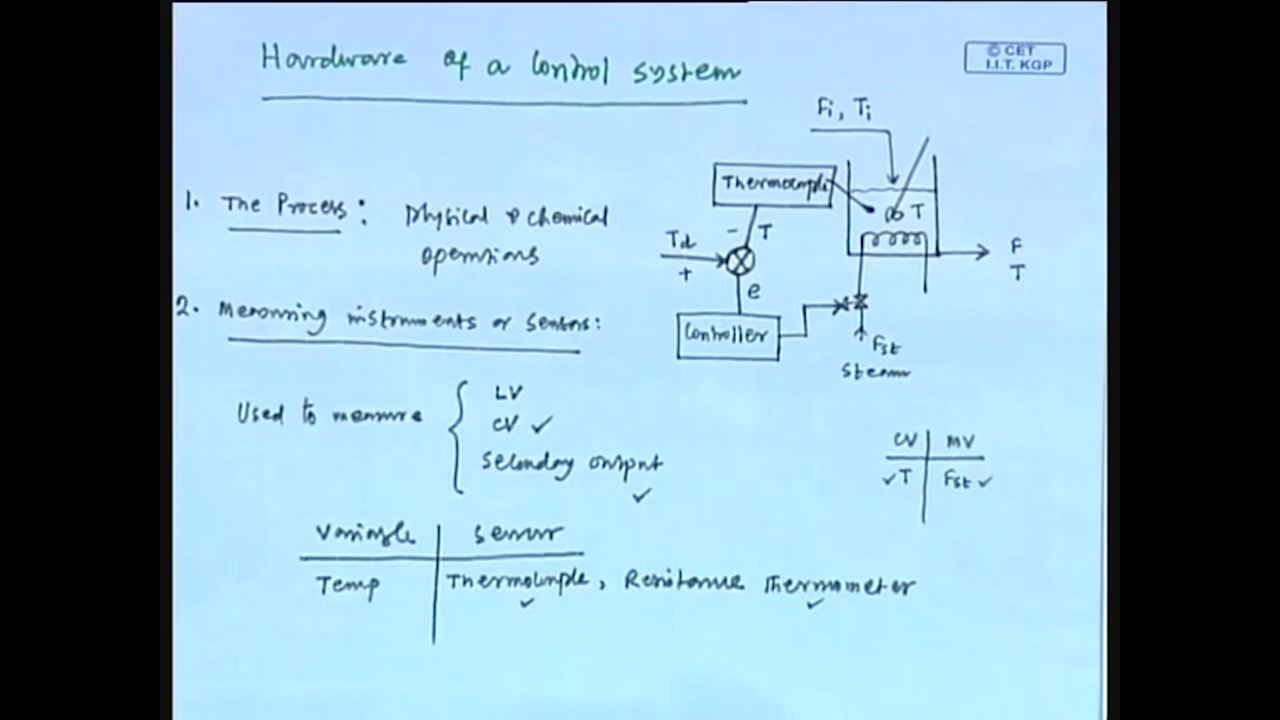 Hardware of a Control system
© CET
I.I.T. KGP
1. The Process : Physical & chemical
operations
2. Measuring instruments or sensors :
Used to measure
LV
CV ✓
Secondary output
✓
Variable | Sensor
Temp | Thermocouple, Resistance Thermometer
✓ ✓
Fi, Ti
Thermocouple
T
- T
Td
+
e
Controller
Fst
Steam
F
T
CV | MV
✓ T | Fst ✓